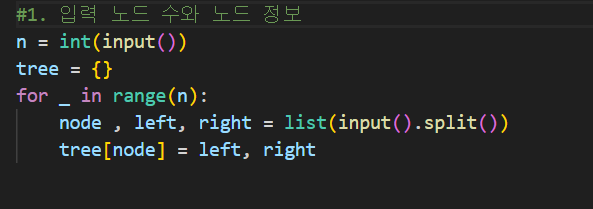 #1. 입력 노드 수와 노드 정보
n = int(input())
tree = {}
for _ in range(n):
    node , left, right = list(input().split())
    tree[node] = left, right